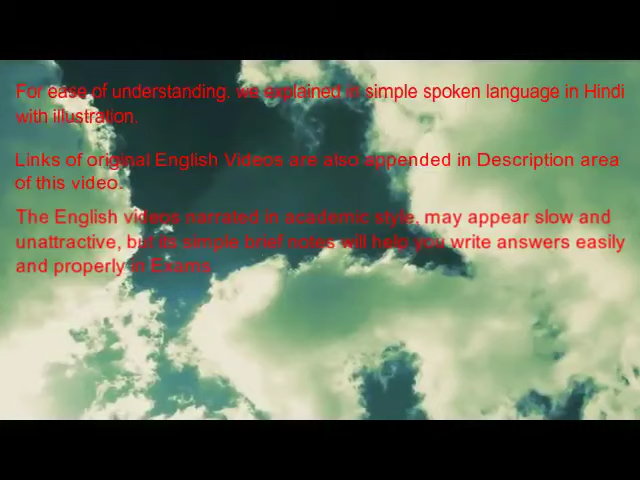 For ease of understanding, we explained in simple spoken language in Hindi
with illustration.
Links of original English Videos are also appended in Description area
of this video.
The English videos narrated in academic style, may appear slow and
unattractive, but its simple brief notes will help you write answers easily
and properly in Exams.